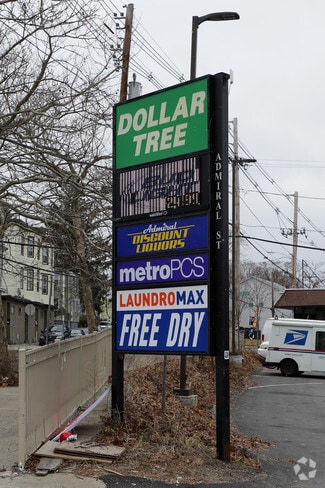 DOLLAR
TREE
Admiral
DISCOUNT
LIQUORS
metroPCS
LAUNDROMAX
FREE DRY
ADMIRAL ST